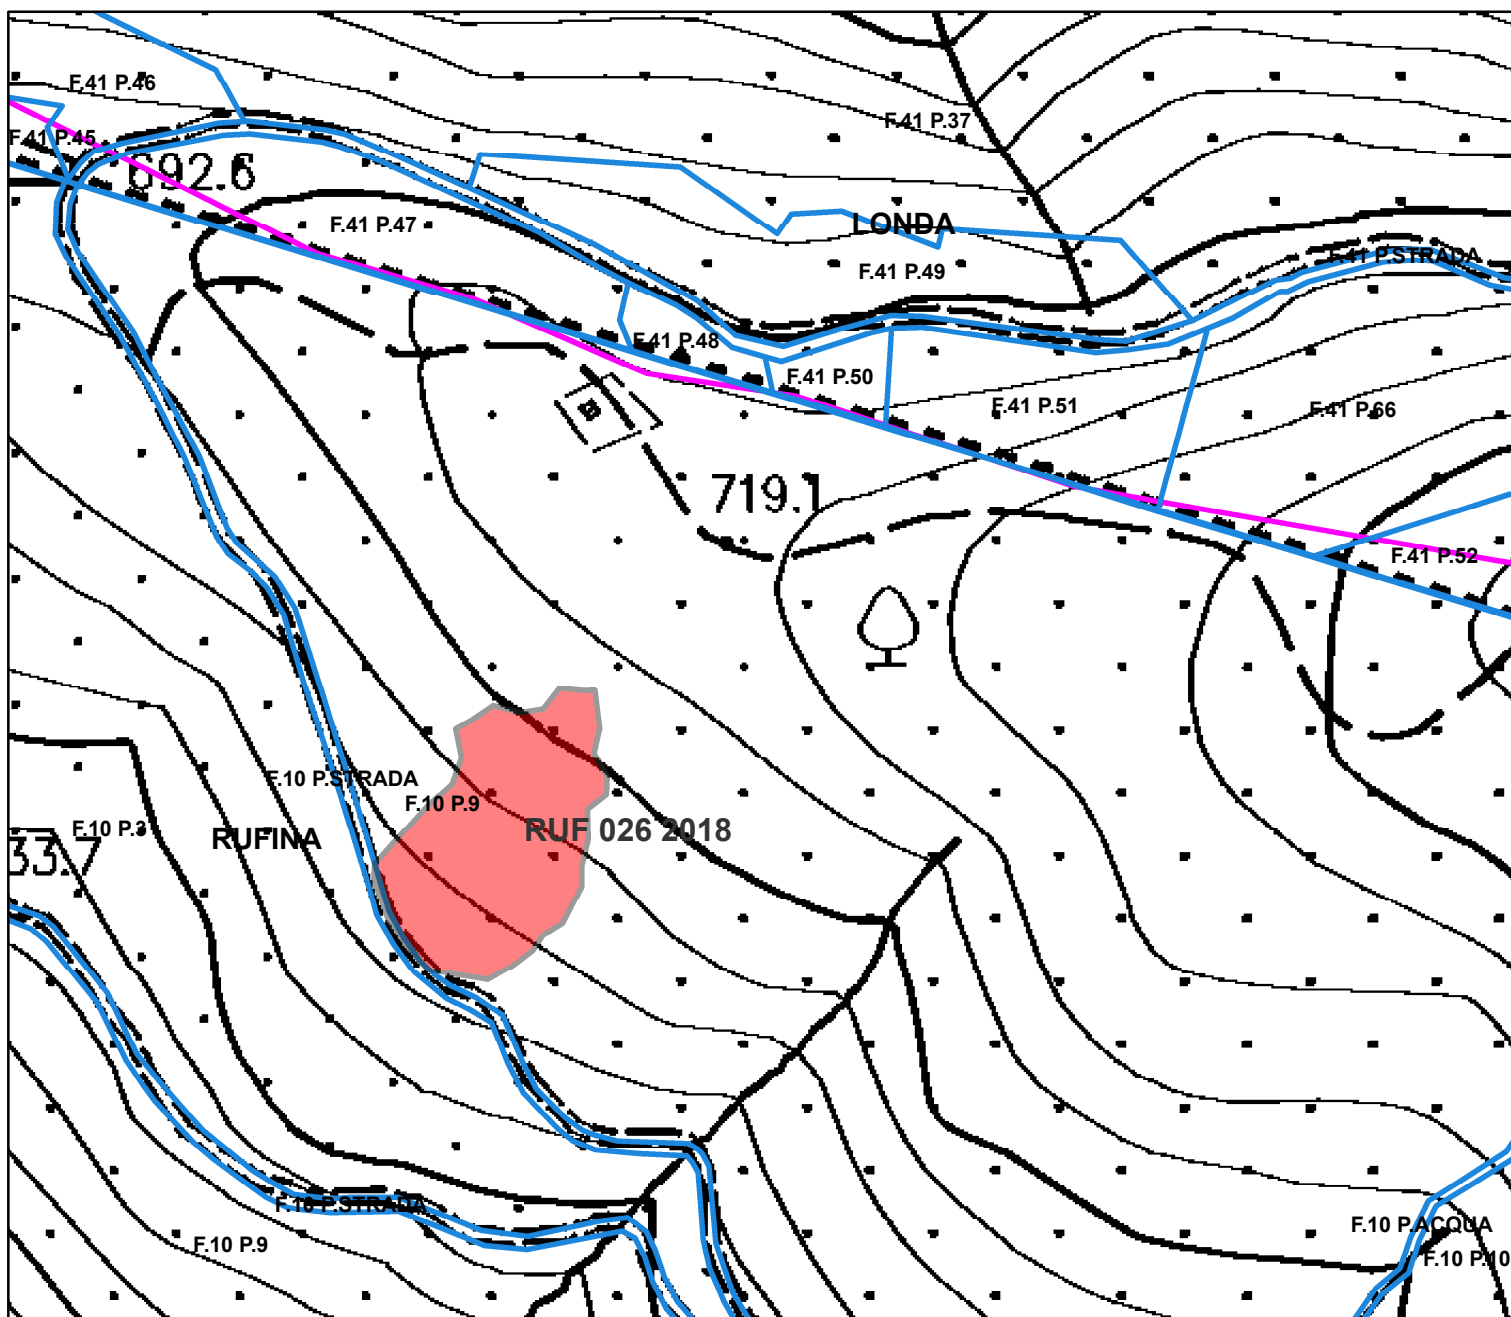 F.41 P.46
F.41 P.37
F.41 P.45
692.6
F.41 P.47
LONDA
F.41 P.STRADA
F.41 P.49
F.41 P.48
F.41 P.50
F.41 P.51
F.41 P.66
719.1
F.41 P.52
F.10 P.STRADA
F.10 P.9
F.10 P.3
RUFINA
RUF 026 2018
33.7
F.10 P.STRADA
F.10 P.9
F.10 P.ACQUA
F.10 P.10